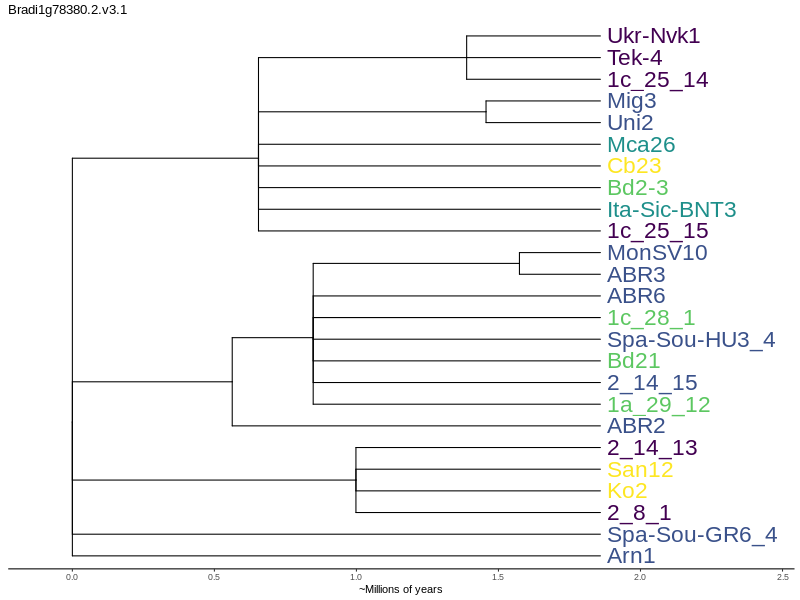 Bradi1g78380.2.v3.1
Ukr-Nvk1
Tek-4
1c_25_14
Mig3
Uni2
Mca26
Cb23
Bd2-3
Ita-Sic-BNT3
1c_25_15
MonSV10
ABR3
ABR6
1c_28_1
Spa-Sou-HU3_4
Bd21
2_14_15
1a_29_12
ABR2
2_14_13
San12
Ko2
2_8_1
Spa-Sou-GR6_4
Arn1
0.0 0.5 1.0 1.5 2.0 2.5
~Millions of years